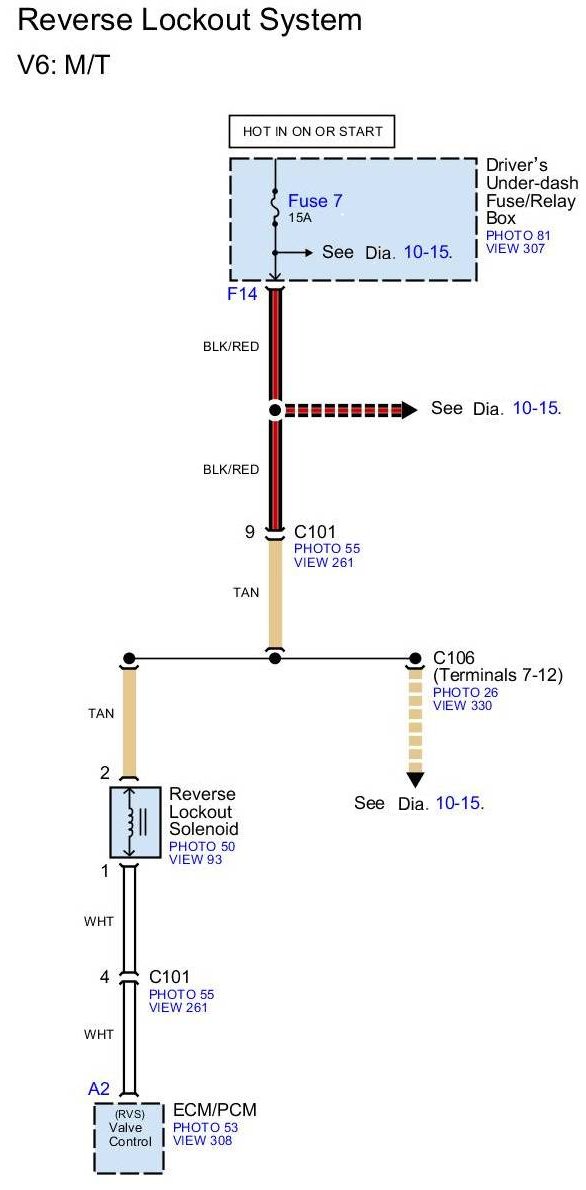 Reverse Lockout System
V6: M/T
HOT IN ON OR START
Driver's
Under-dash
Fuse/Relay
Box
PHOTO 81
VIEW 307
Fuse 7
15A
See Dia. 10-15.
F14
BLK/RED
See Dia. 10-15.
BLK/RED
9
C101
PHOTO 55
VIEW 261
TAN
C106
(Terminals 7-12)
PHOTO 26
VIEW 330
TAN
2
See Dia. 10-15.
Reverse
Lockout
Solenoid
PHOTO 50
VIEW 93
1
WHT
4
C101
PHOTO 55
VIEW 261
WHT
A2
(RVS)
Valve
Control
ECM/PCM
PHOTO 53
VIEW 308